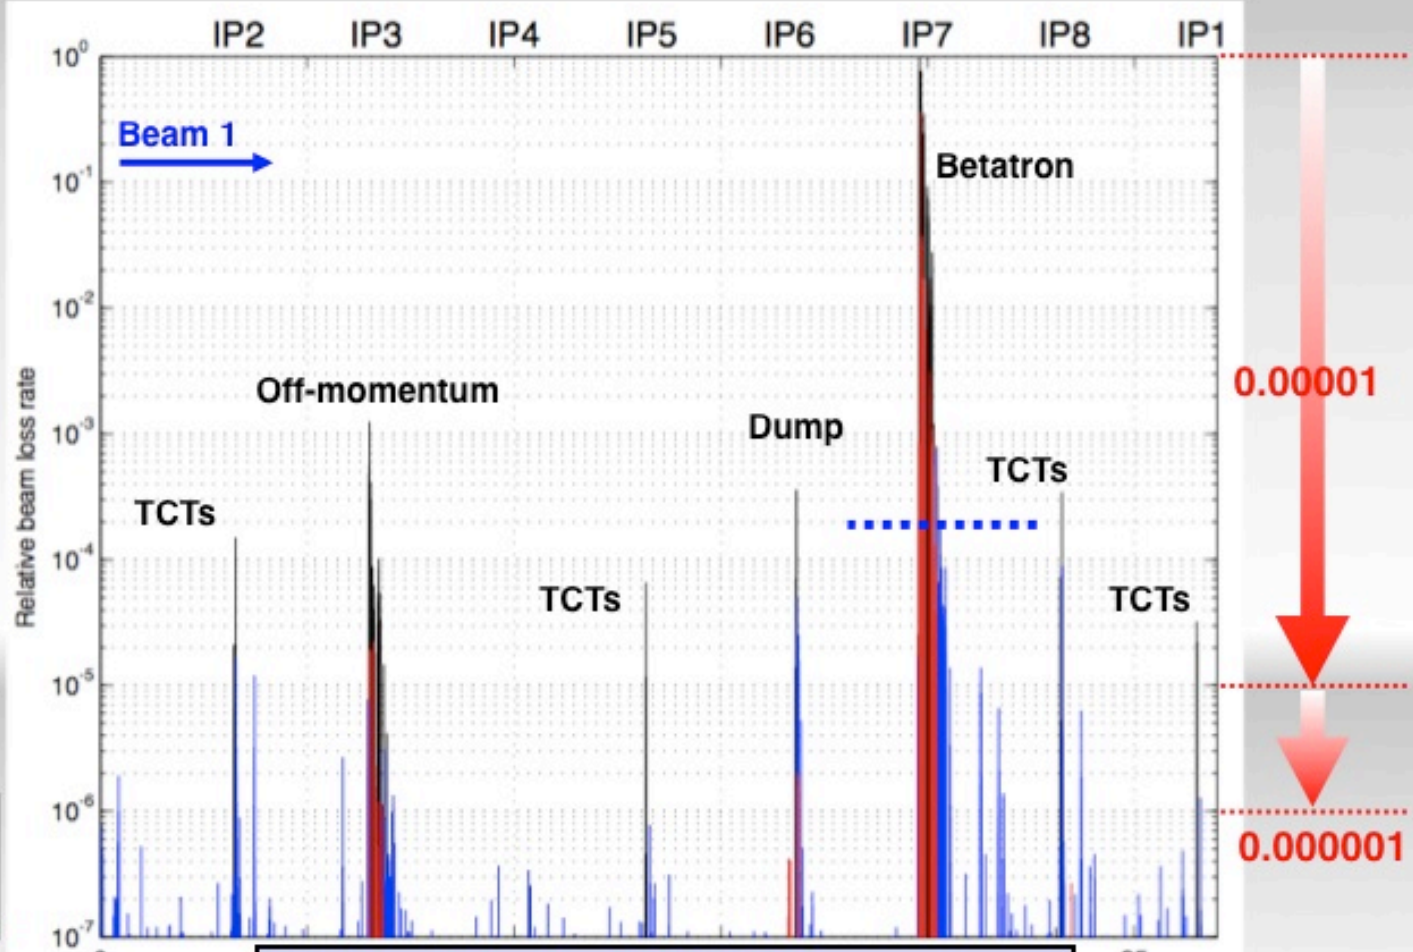 IP2 IP3 IP4 IP5 IP6 IP7 IP8 IP1
10⁰
Beam 1
Betatron
10⁻¹
10⁻²
Off-momentum
0.00001
10⁻³
Dump
TCTs
TCTs
10⁻⁴
TCTs
TCTs
10⁻⁵
10⁻⁶
0.000001
10⁻⁷
Relative beam loss rate